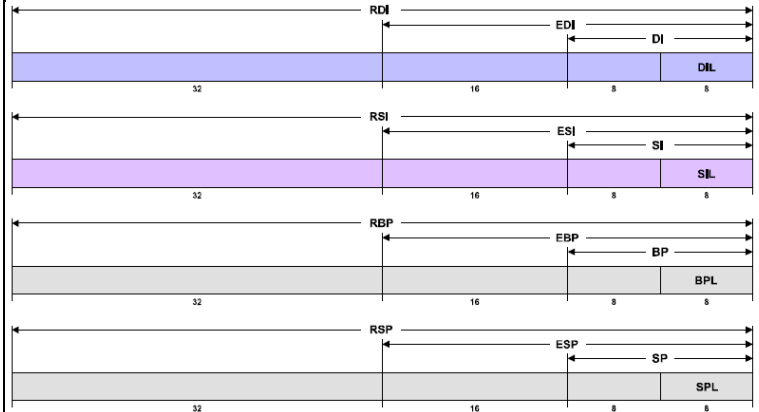 RDI
EDI
DI
DIL
32 16 8 8
RSI
ESI
SI
SIL
32 16 8 8
RBP
EBP
BP
BPL
32 16 8 8
RSP
ESP
SP
SPL
32 16 8 8